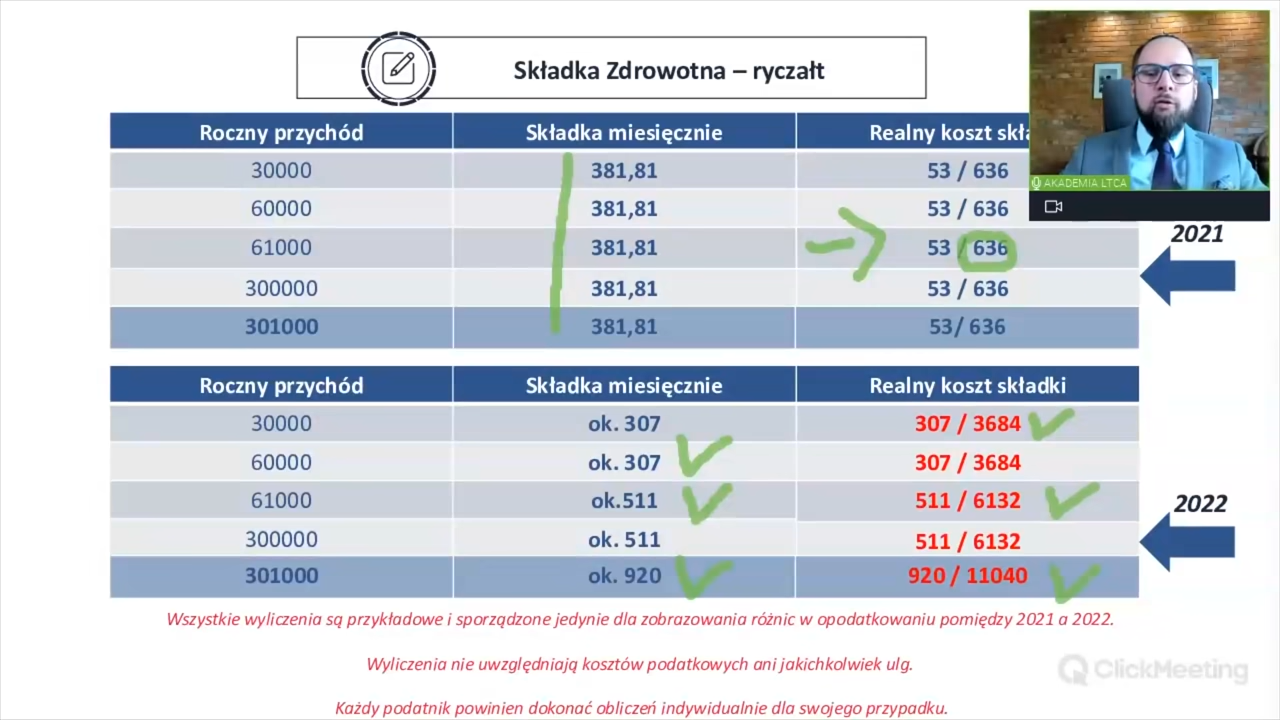 Składka Zdrowotna – ryczałt
Roczny przychód Składka miesięcznie Realny koszt
30000 381,81 53 / 636
60000 381,81 53 / 636
61000 381,81 53 / 636
300000 381,81 53 / 636
301000 381,81 53/ 636
AKADEMIA LTCA
2021
Roczny przychód Składka miesięcznie Realny koszt składki
30000 ok. 307 307 / 3684
60000 ok. 307 307 / 3684
61000 ok.511 511 / 6132
300000 ok. 511 511 / 6132
301000 ok. 920 920 / 11040
2022
Wszystkie wyliczenia są przykładowe i sporządzone jedynie dla zobrazowania różnic w opodatkowaniu pomiędzy 2021 a 2022.
Wyliczenia nie uwzględniają kosztów podatkowych ani jakichkolwiek ulg.
ClickMeeting
Każdy podatnik powinien dokonać obliczeń indywidualnie dla swojego przypadku.